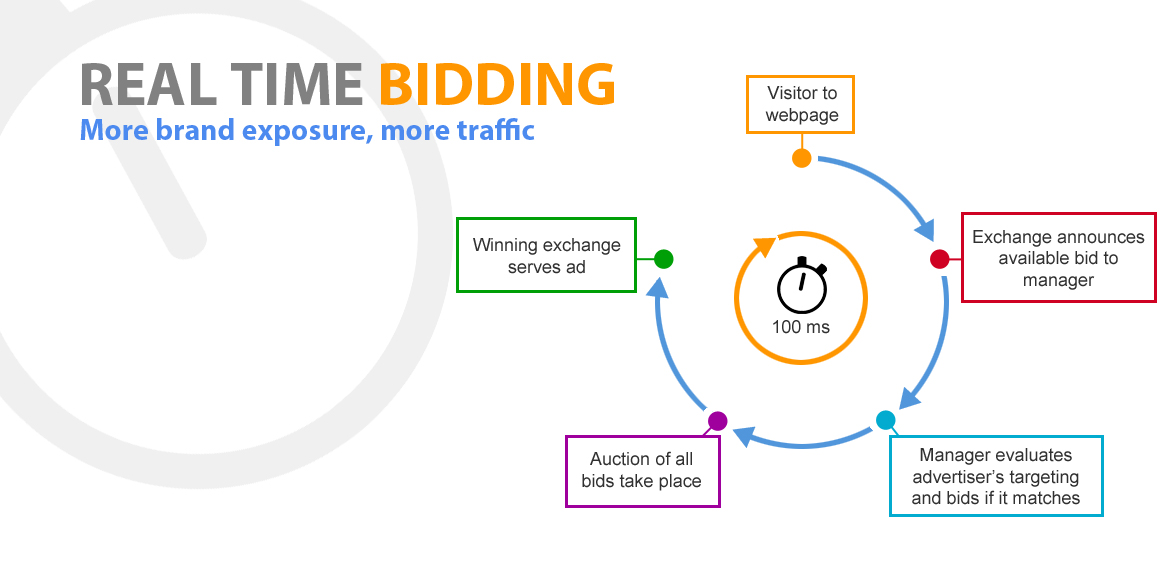 REAL TIME BIDDING
More brand exposure, more traffic
Visitor to
webpage
Exchange announces
available bid to
manager
Manager evaluates
advertiser’s targeting
and bids if it matches
Auction of all
bids take place
Winning exchange
serves ad
100 ms